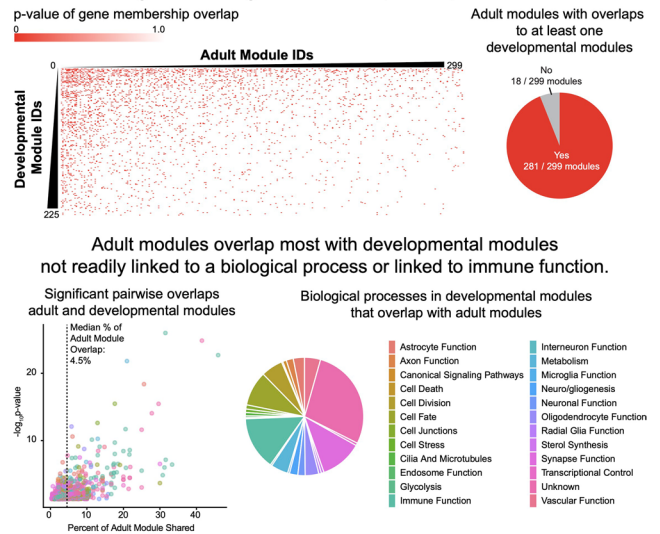 p-value of gene membership overlap
0
1.0
Adult Module IDs
0
299
Developmental
Module IDs
225
Adult modules with overlaps
to at least one
developmental modules
No
18 / 299 modules
Yes
281 / 299 modules
Adult modules overlap most with developmental modules
not readily linked to a biological process or linked to immune function.
Significant pairwise overlaps
adult and developmental modules
Median % of
Adult Module
Overlap:
4.5%
20
10
-log10p-value
0
10
20
30
40
Percent of Adult Module Shared
Biological processes in developmental modules
that overlap with adult modules
Astrocyte Function
Axon Function
Canonical Signaling Pathways
Cell Death
Cell Division
Cell Fate
Cell Junctions
Cell Stress
Cilia And Microtubules
Endosome Function
Glycolysis
Immune Function
Interneuron Function
Metabolism
Microglia Function
Neuro/gliogenesis
Neuronal Function
Oligodendrocyte Function
Radial Glia Function
Sterol Synthesis
Synapse Function
Transcriptional Control
Unknown
Vascular Function